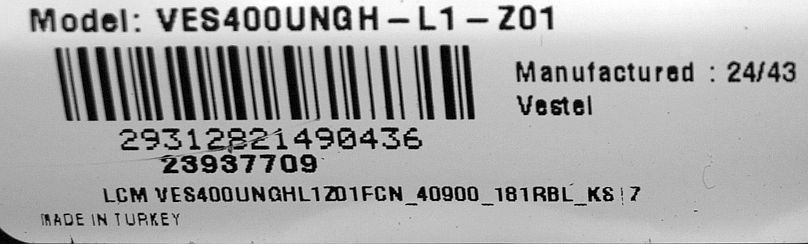 Model: VES400UNGH-L1-Z01
Manufactured : 24/43
Vestel
29312821490436
23937709
LCM VES400UNGHL1Z01FCN_40900_181RBL_KS!7
MADE IN TURKEY